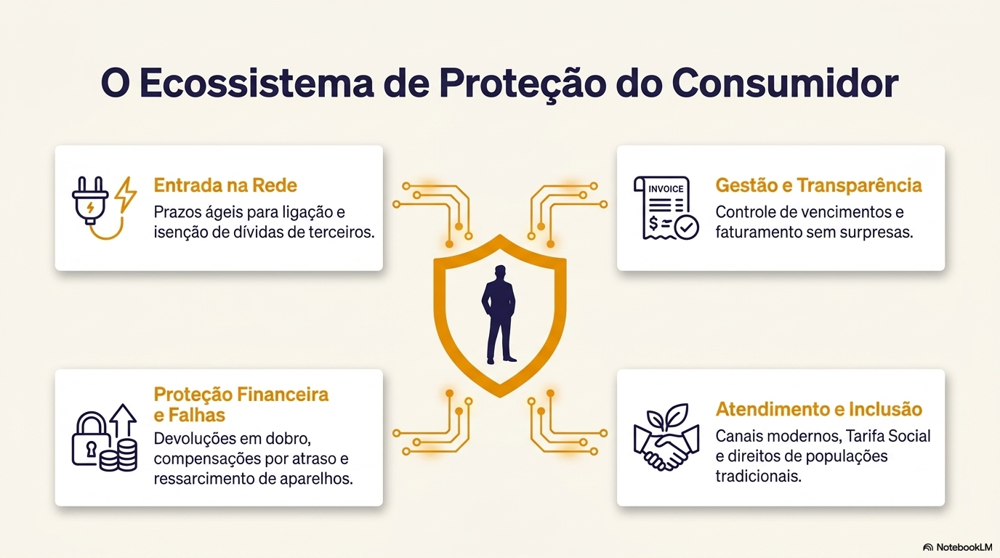 O Ecossistema de Proteção do Consumidor
Entrada na Rede
Prazos ágeis para ligação e
isenção de dívidas de terceiros.
INVOICE
$ =
Gestão e Transparência
Controle de vencimentos e
faturamento sem surpresas.
Proteção Financeira
e Falhas
Devoluções em dobro,
compensações por atraso e
ressarcimento de aparelhos.
Atendimento e Inclusão
Canais modernos, Tarifa Social
e direitos de populações
tradicionais.
NotebookLM